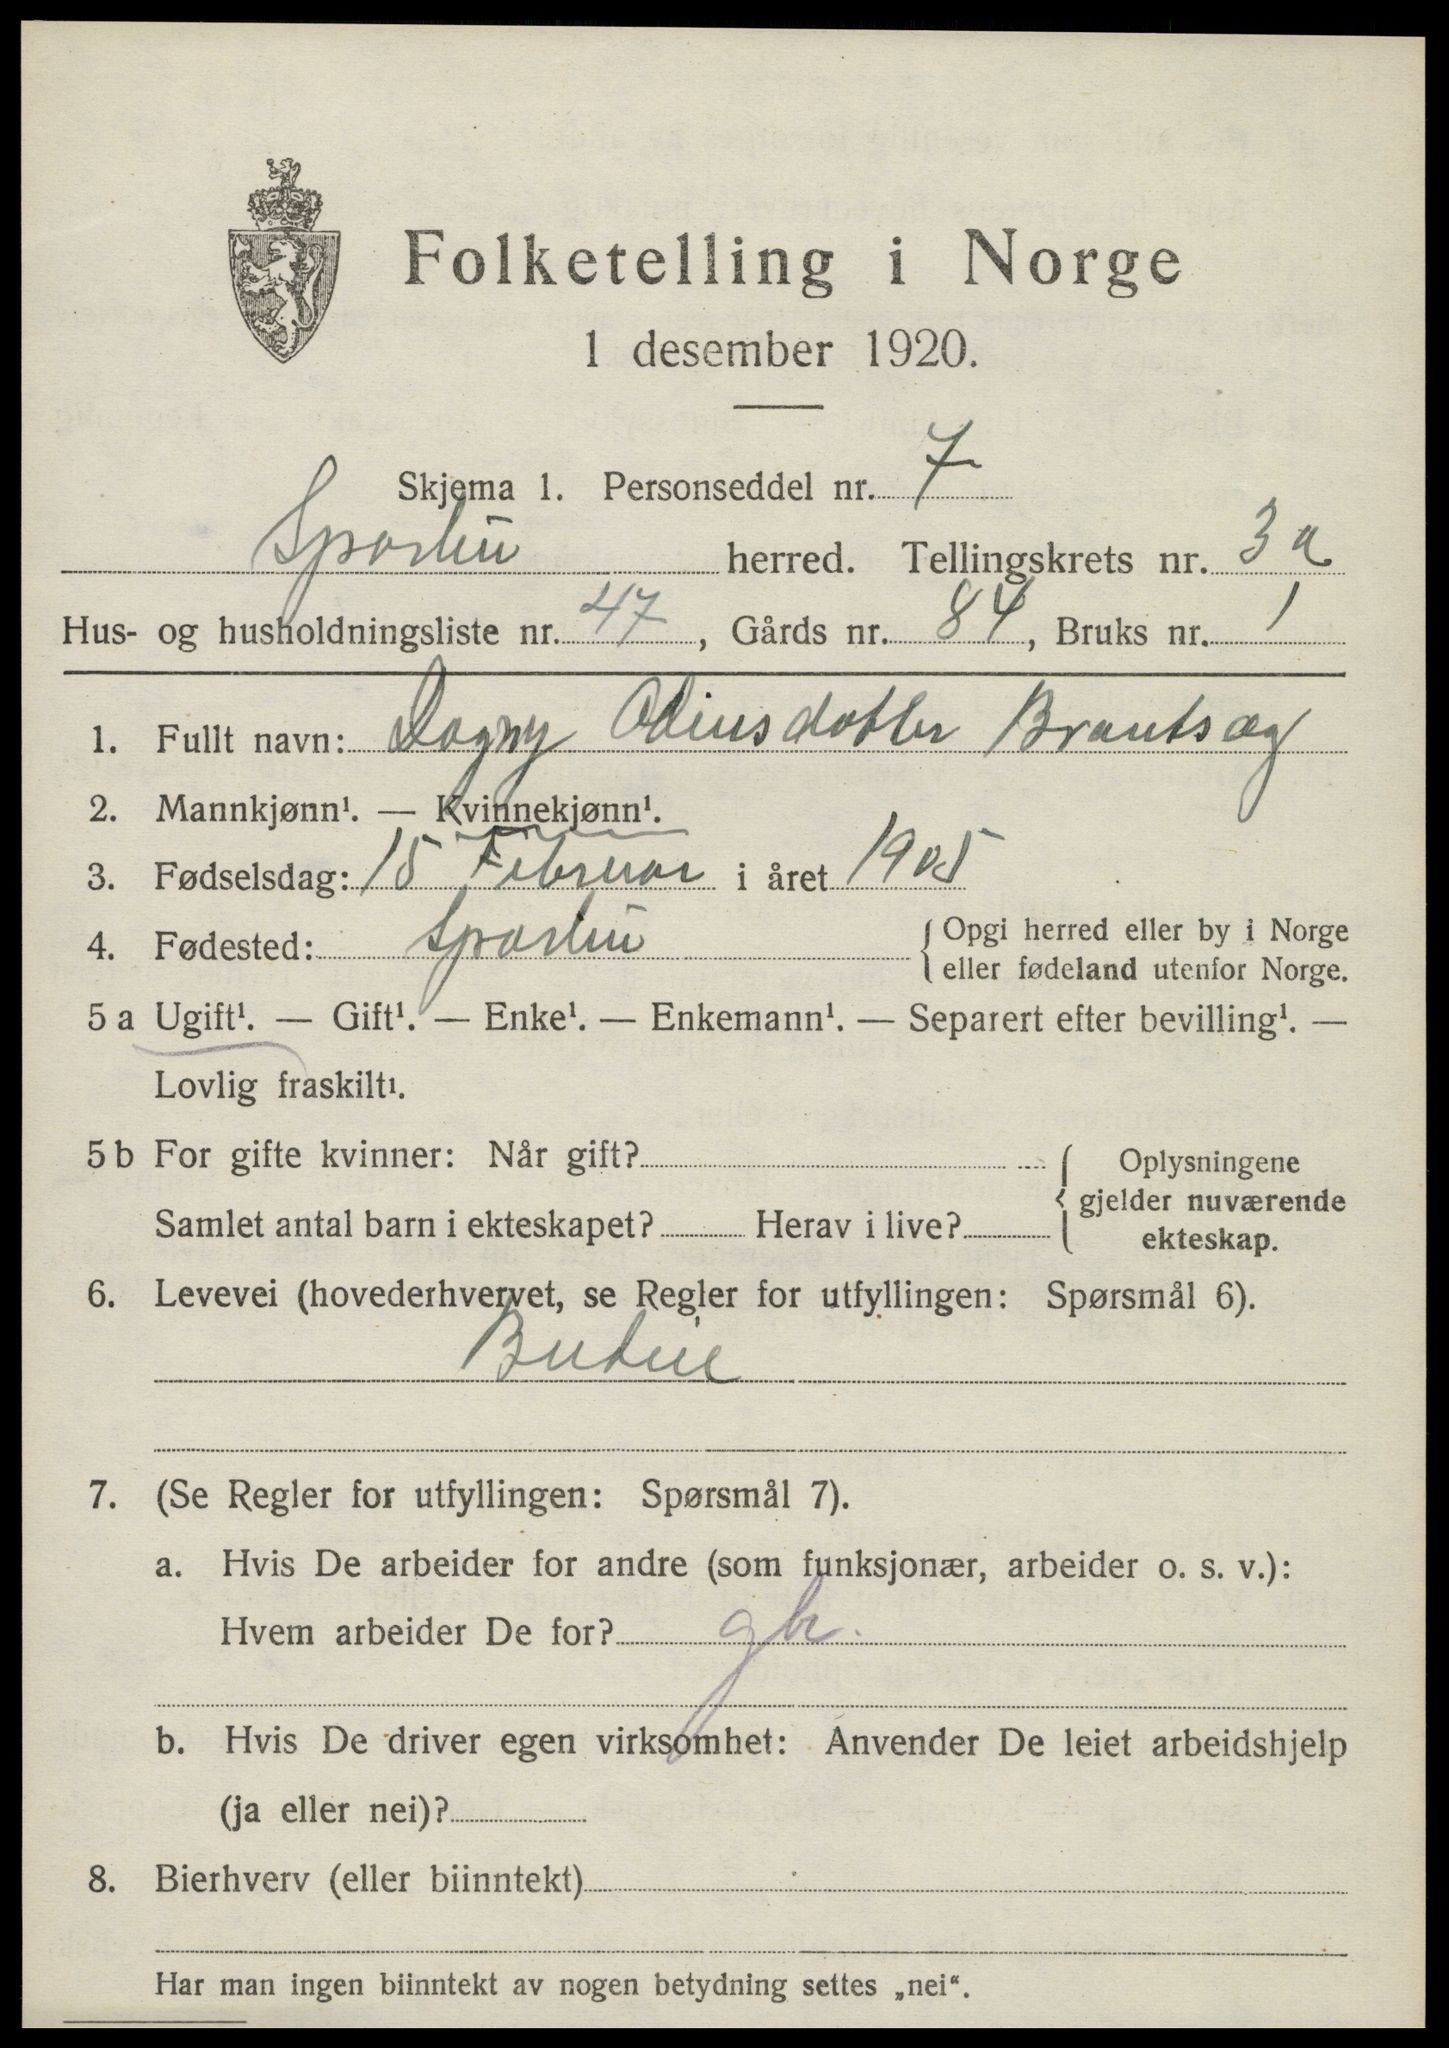 Folketelling i Norge
1 desember 1920.
Skjema 1. Personseddel nr. 7
Sparbu herred. Tellingskrets nr. 3 a
Hus- og husholdningsliste nr. 47, Gårds nr. 84, Bruks nr. 1
1. Fullt navn: Dagny Odinsdatter Brandtsæg
2. Mannkjønn¹. — Kvinnekjønn¹.
3. Fødselsdag: 15 Februar i året 1905
4. Fødested: Sparbu { Opgi herred eller by i Norge
eller fødeland utenfor Norge.
5 a Ugift¹. — Gift¹. — Enke¹. — Enkemann¹. — Separert efter bevilling¹. —
Lovlig fraskilt¹.
5 b For gifte kvinner: Når gift?
Samlet antal barn i ekteskapet? Herav i live?
Oplysningene
gjelder nuværende
ekteskap.
6. Levevei (hovederhvervet, se Regler for utfyllingen: Spørsmål 6).
Budeie
7. (Se Regler for utfyllingen: Spørsmål 7).
a. Hvis De arbeider for andre (som funksjonær, arbeider o. s. v.):
Hvem arbeider De for? gbr.
b. Hvis De driver egen virksomhet: Anvender De leiet arbeidshjelp
(ja eller nei)?
8. Bierhverv (eller biinntekt)
Har man ingen biinntekt av nogen betydning settes „nei“.